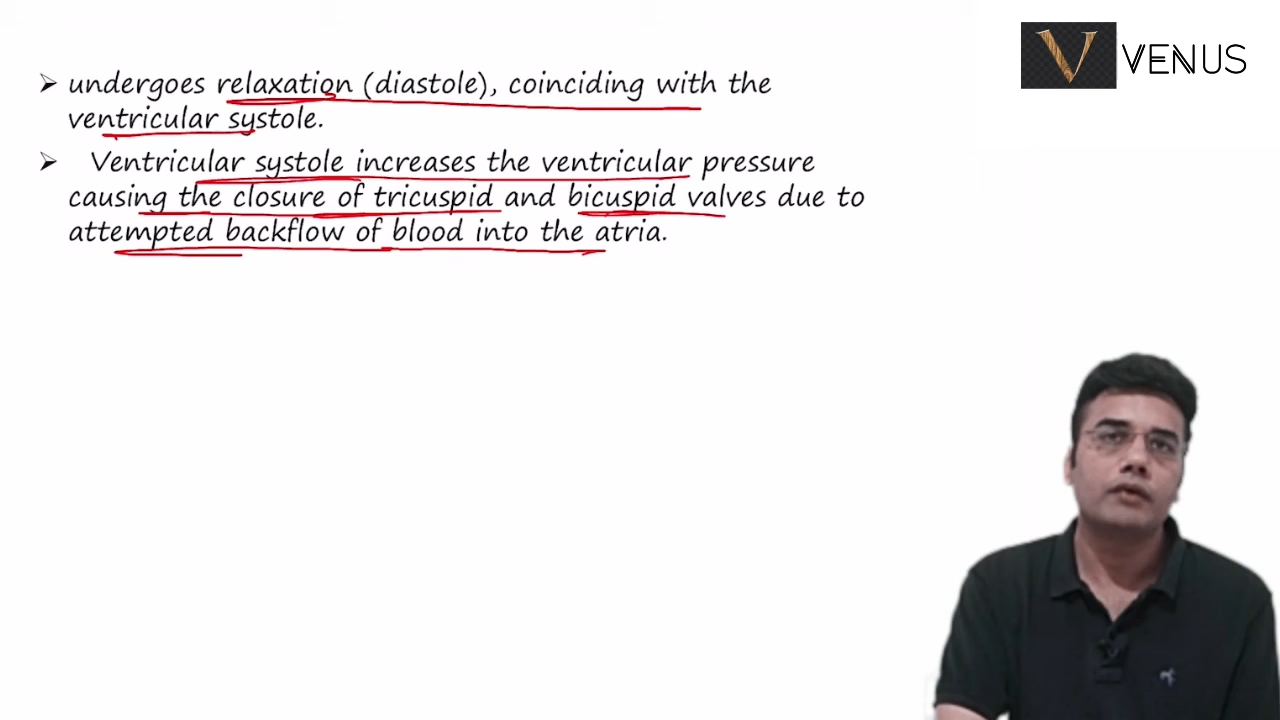 V VENUS
➢ undergoes relaxation (diastole), coinciding with the
ventricular systole.
➢ Ventricular systole increases the ventricular pressure
causing the closure of tricuspid and bicuspid valves due to
attempted backflow of blood into the atria.